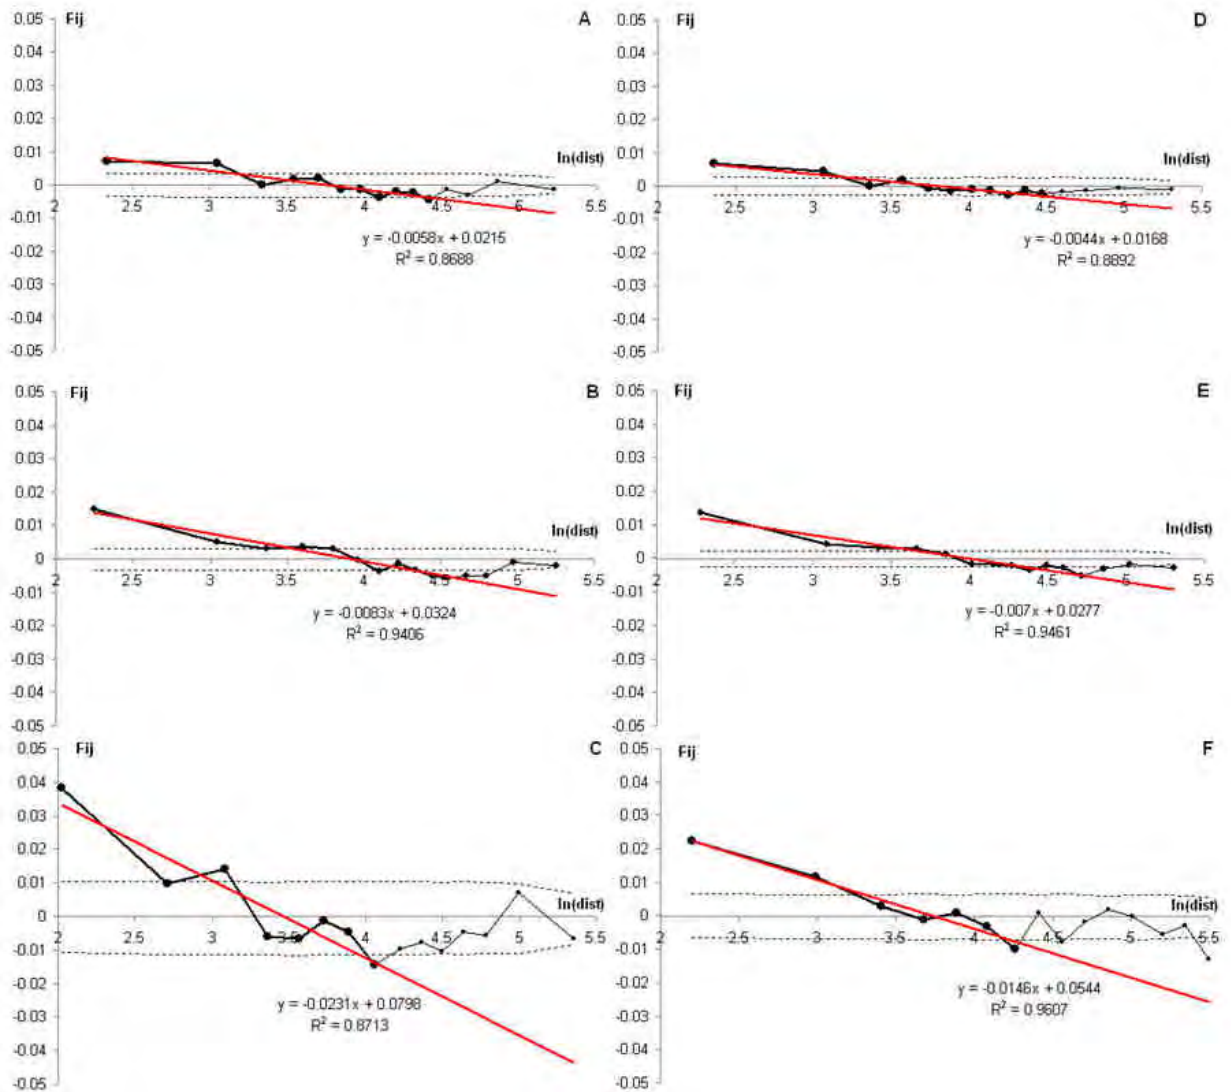 0.05 Fij A
0.04
0.03
0.02
0.01
ln(dist)
0
2 2.5 3 3.5 4 4.5 5 5.5
-0.01
y = -0.0058x + 0.0215
-0.02
R² = 0.8688
-0.03
-0.04
-0.05
0.05 Fij D
0.04
0.03
0.02
0.01
ln(dist)
0
2 2.5 3 3.5 4 4.5 5 5.5
-0.01
y = -0.0044x + 0.0168
-0.02
R² = 0.8892
-0.03
-0.04
-0.05
0.05 Fij B
0.04
0.03
0.02
0.01
ln(dist)
0
2 2.5 3 3.5 4 4.5 5 5.5
-0.01
y = -0.0083x + 0.0324
-0.02
R² = 0.9406
-0.03
-0.04
-0.05
0.05 Fij E
0.04
0.03
0.02
0.01
ln(dist)
0
2 2.5 3 3.5 4 4.5 5 5.5
-0.01
y = -0.007x + 0.0277
-0.02
R² = 0.9461
-0.03
-0.04
-0.05
0.05 Fij C
0.04
0.03
0.02
0.01
ln(dist)
0
2 2.5 3 3.5 4 4.5 5 5.5
-0.01
-0.02
y = -0.0231x + 0.0798
R² = 0.8713
-0.03
-0.04
-0.05
0.05 Fij F
0.04
0.03
0.02
0.01
ln(dist)
0
2 2.5 3 3.5 4 4.5 5 5.5
-0.01
-0.02
y = -0.0146x + 0.0544
R² = 0.9607
-0.03
-0.04
-0.05